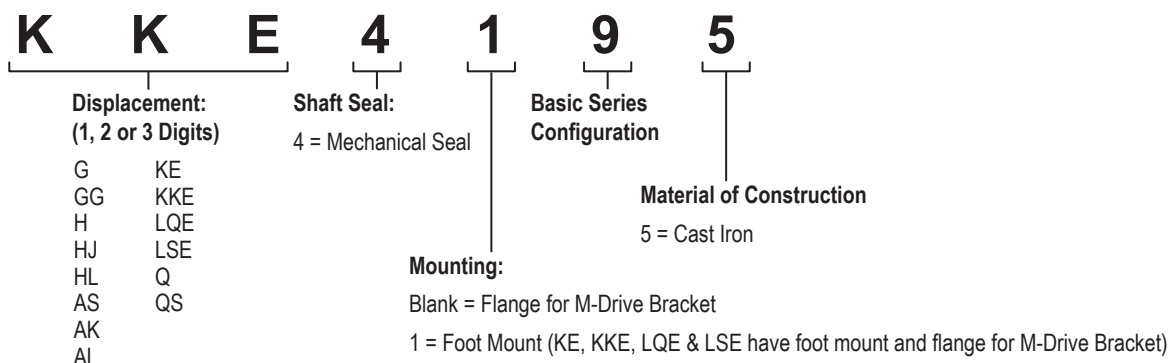 K K E 4 1 9 5
Displacement:
(1, 2 or 3 Digits)
G KE
GG KKE
H LQE
HJ LSE
HL Q
AS QS
AK
AL
Shaft Seal:
4 = Mechanical Seal
Basic Series
Configuration
Material of Construction
5 = Cast Iron
Mounting:
Blank = Flange for M-Drive Bracket
1 = Foot Mount (KE, KKE, LQE & LSE have foot mount and flange for M-Drive Bracket)